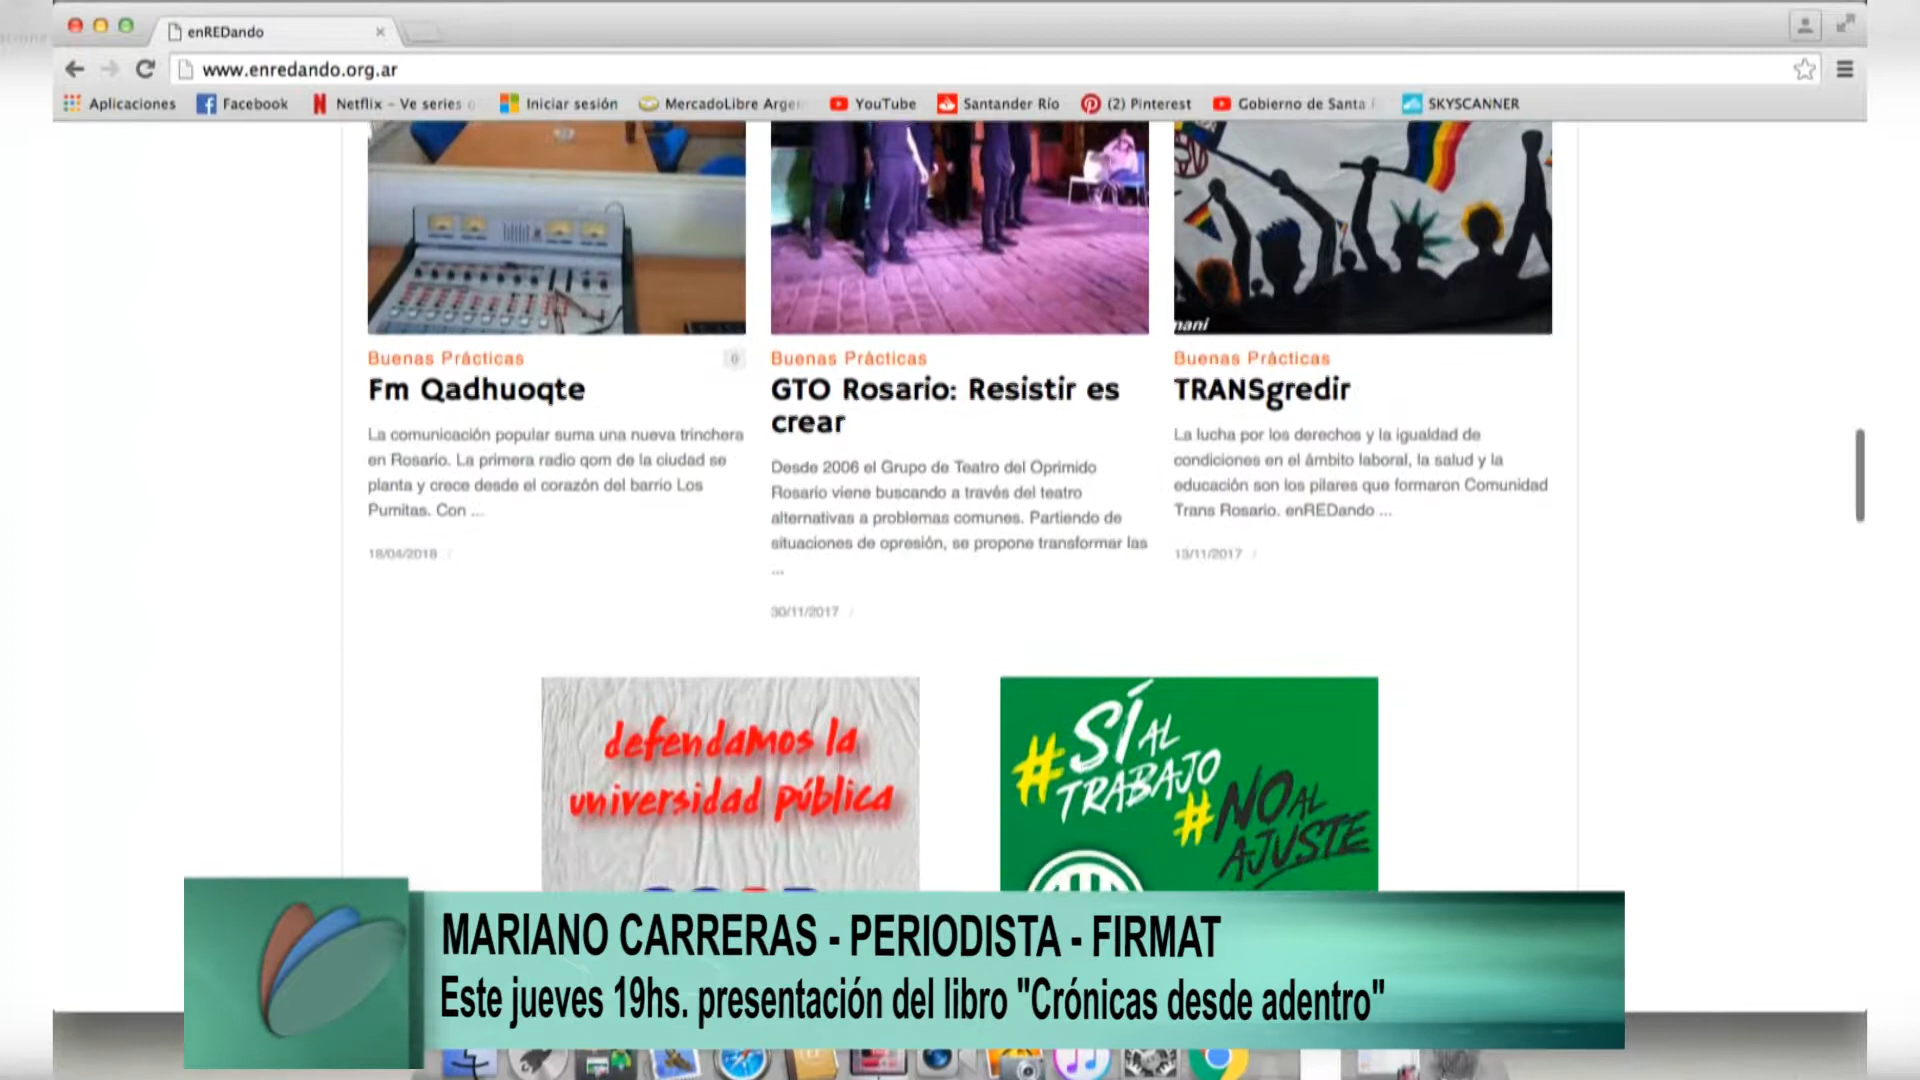 enREDando
www.enredando.org.ar
Aplicaciones
Facebook
Netflix - Ve series
Iniciar sesión
MercadoLibre Arge
YouTube
Santander Río
(2) Pinterest
Gobierno de Santa
SKYSCANNER
mani
Buenas Prácticas
0
Fm Qadhuoqte
La comunicación popular suma una nueva trinchera
en Rosario. La primera radio qom de la ciudad se
planta y crece desde el corazón del barrio Los
Pumitas. Con ...
18/04/2018 /
Buenas Prácticas
GTO Rosario: Resistir es
crear
Desde 2006 el Grupo de Teatro del Oprimido
Rosario viene buscando a través del teatro
alternativas a problemas comunes. Partiendo de
situaciones de opresión, se propone transformar las
...
30/11/2017 /
Buenas Prácticas
TRANSgredir
La lucha por los derechos y la igualdad de
condiciones en el ámbito laboral, la salud y la
educación son los pilares que formaron Comunidad
Trans Rosario. enREDando ...
13/11/2017 /
defendamos la
universidad pública
#SÍ AL
TRABAJO
#NO AL
AJUSTE
MARIANO CARRERAS - PERIODISTA - FIRMAT
Este jueves 19hs. presentación del libro "Crónicas desde adentro"